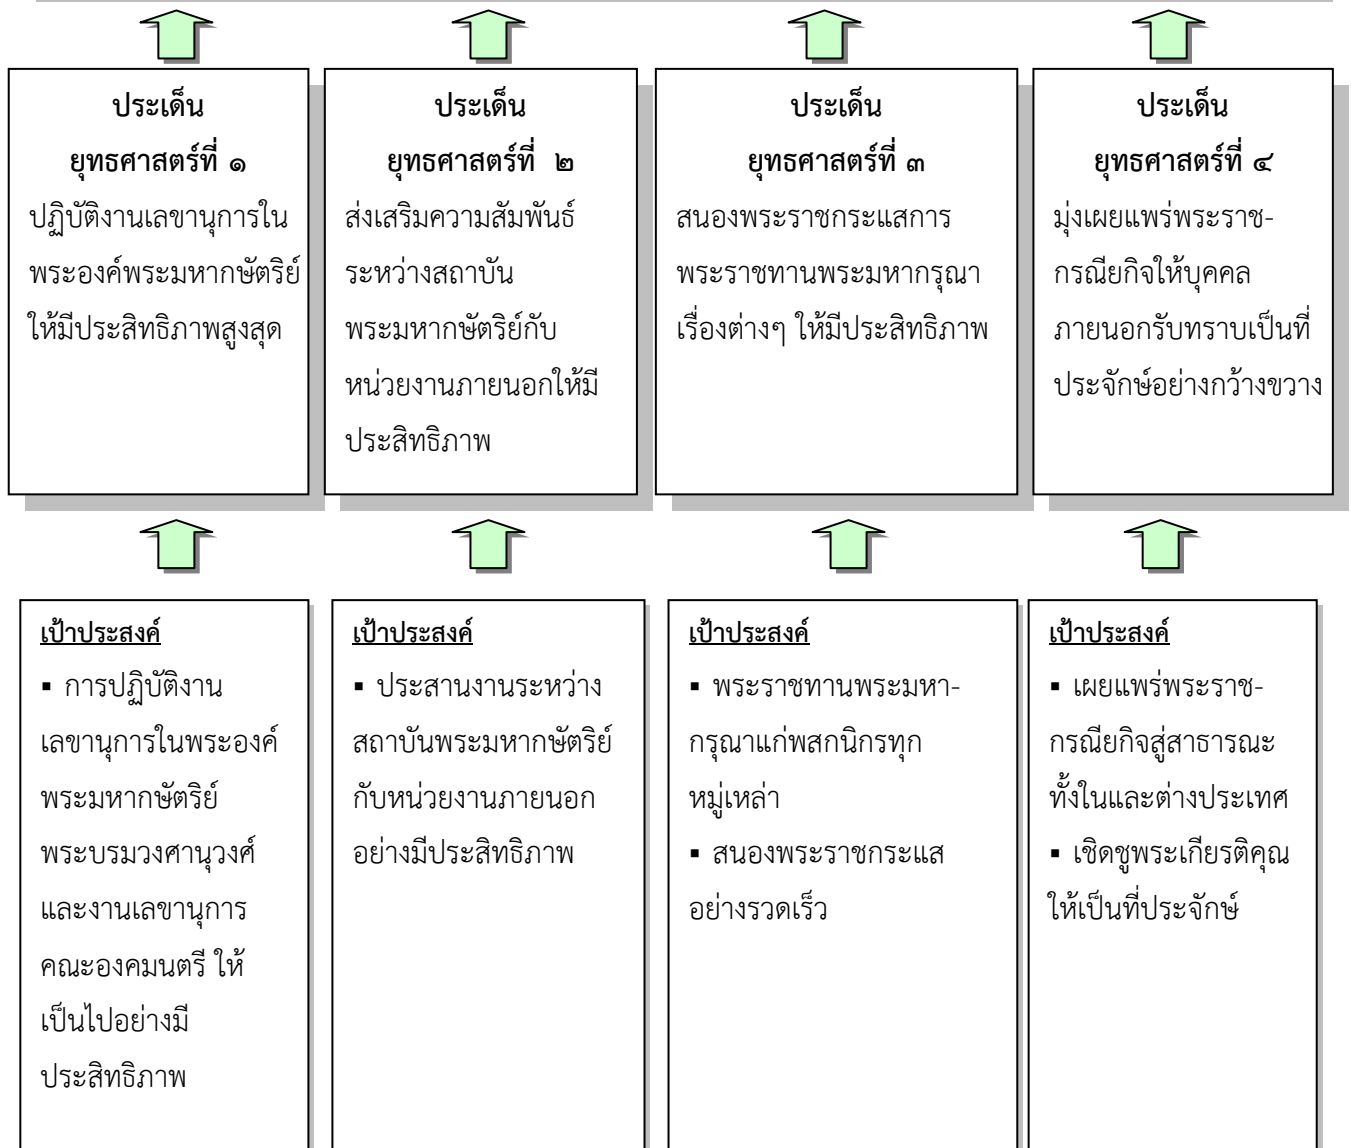 ประเด็น
ยุทธศาสตร์ที่ ๑
ปฏิบัติงานเลขานุการใน
พระองค์พระมหากษัตริย์
ให้มีประสิทธิภาพสูงสุด
ประเด็น
ยุทธศาสตร์ที่ ๒
ส่งเสริมความสัมพันธ์
ระหว่างสถาบัน
พระมหากษัตริย์กับ
หน่วยงานภายนอกให้มี
ประสิทธิภาพ
ประเด็น
ยุทธศาสตร์ที่ ๓
สนองพระราชกระแสการ
พระราชทานพระมหากรุณา
เรื่องต่างๆ ให้มีประสิทธิภาพ
ประเด็น
ยุทธศาสตร์ที่ ๔
มุ่งเผยแพร่พระราช-
กรณียกิจให้บุคคล
ภายนอกรับทราบเป็นที่
ประจักษ์อย่างกว้างขวาง
เป้าประสงค์
▪ การปฏิบัติงาน
เลขานุการในพระองค์
พระมหากษัตริย์
พระบรมวงศานุวงศ์
และงานเลขานุการ
คณะองคมนตรี ให้
เป็นไปอย่างมี
ประสิทธิภาพ
เป้าประสงค์
▪ ประสานงานระหว่าง
สถาบันพระมหากษัตริย์
กับหน่วยงานภายนอก
อย่างมีประสิทธิภาพ
เป้าประสงค์
▪ พระราชทานพระมหา-
กรุณาแก่พสกนิกรทุก
หมู่เหล่า
▪ สนองพระราชกระแส
อย่างรวดเร็ว
เป้าประสงค์
▪ เผยแพร่พระราช-
กรณียกิจสู่สาธารณะ
ทั้งในและต่างประเทศ
▪ เชิดชูพระเกียรติคุณ
ให้เป็นที่ประจักษ์